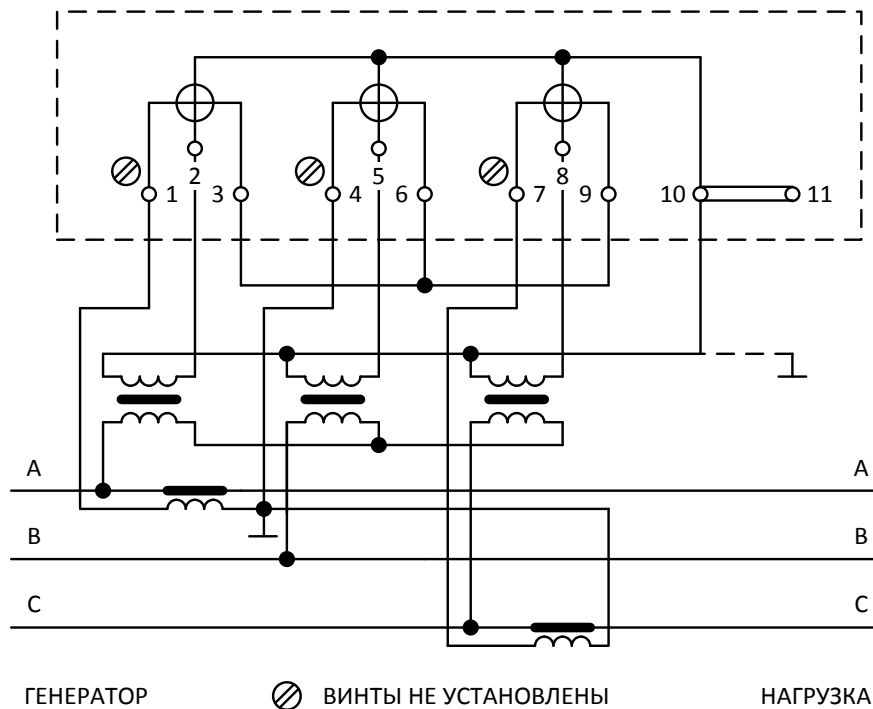 2 5 8
1 3 4 6 7 9 10 11
A A
B B
C C
ГЕНЕРАТОР ВИНТЫ НЕ УСТАНОВЛЕНЫ НАГРУЗКА